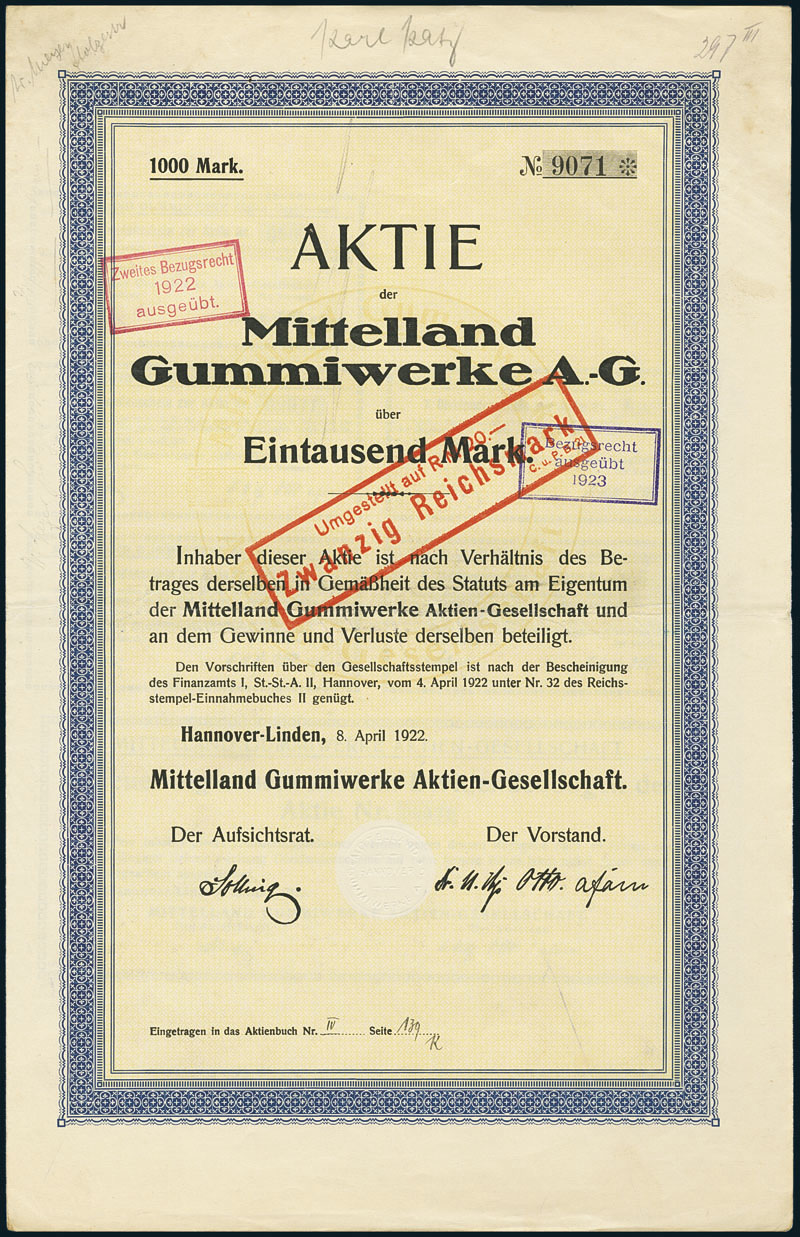 Karl Katz
297 III
1000 Mark.
№ 9071 ✻
AKTIE
Zweites Bezugsrecht
1922
ausgeübt.
der
Mittelland
Gummiwerke A.-G.
über
Eintausend Mark.
Umgestellt auf RM 20.—
Zwanzig Reichsmark
Bezugsrecht
ausgeübt
1923
Inhaber dieser Aktie ist nach Verhältnis des Be-
trages derselben in Gemäßheit des Statuts am Eigentum
der Mittelland Gummiwerke Aktien-Gesellschaft und
an dem Gewinne und Verluste derselben beteiligt.
Den Vorschriften über den Gesellschaftsstempel ist nach der Bescheinigung
des Finanzamts I, St.-St.-A. II, Hannover, vom 4. April 1922 unter Nr. 32 des Reichs-
stempel-Einnahmebuches II genügt.
Hannover-Linden, 8. April 1922.
Mittelland Gummiwerke Aktien-Gesellschaft.
Der Aufsichtsrat. Der Vorstand.
Eingetragen in das Aktienbuch Nr. IV Seite 139